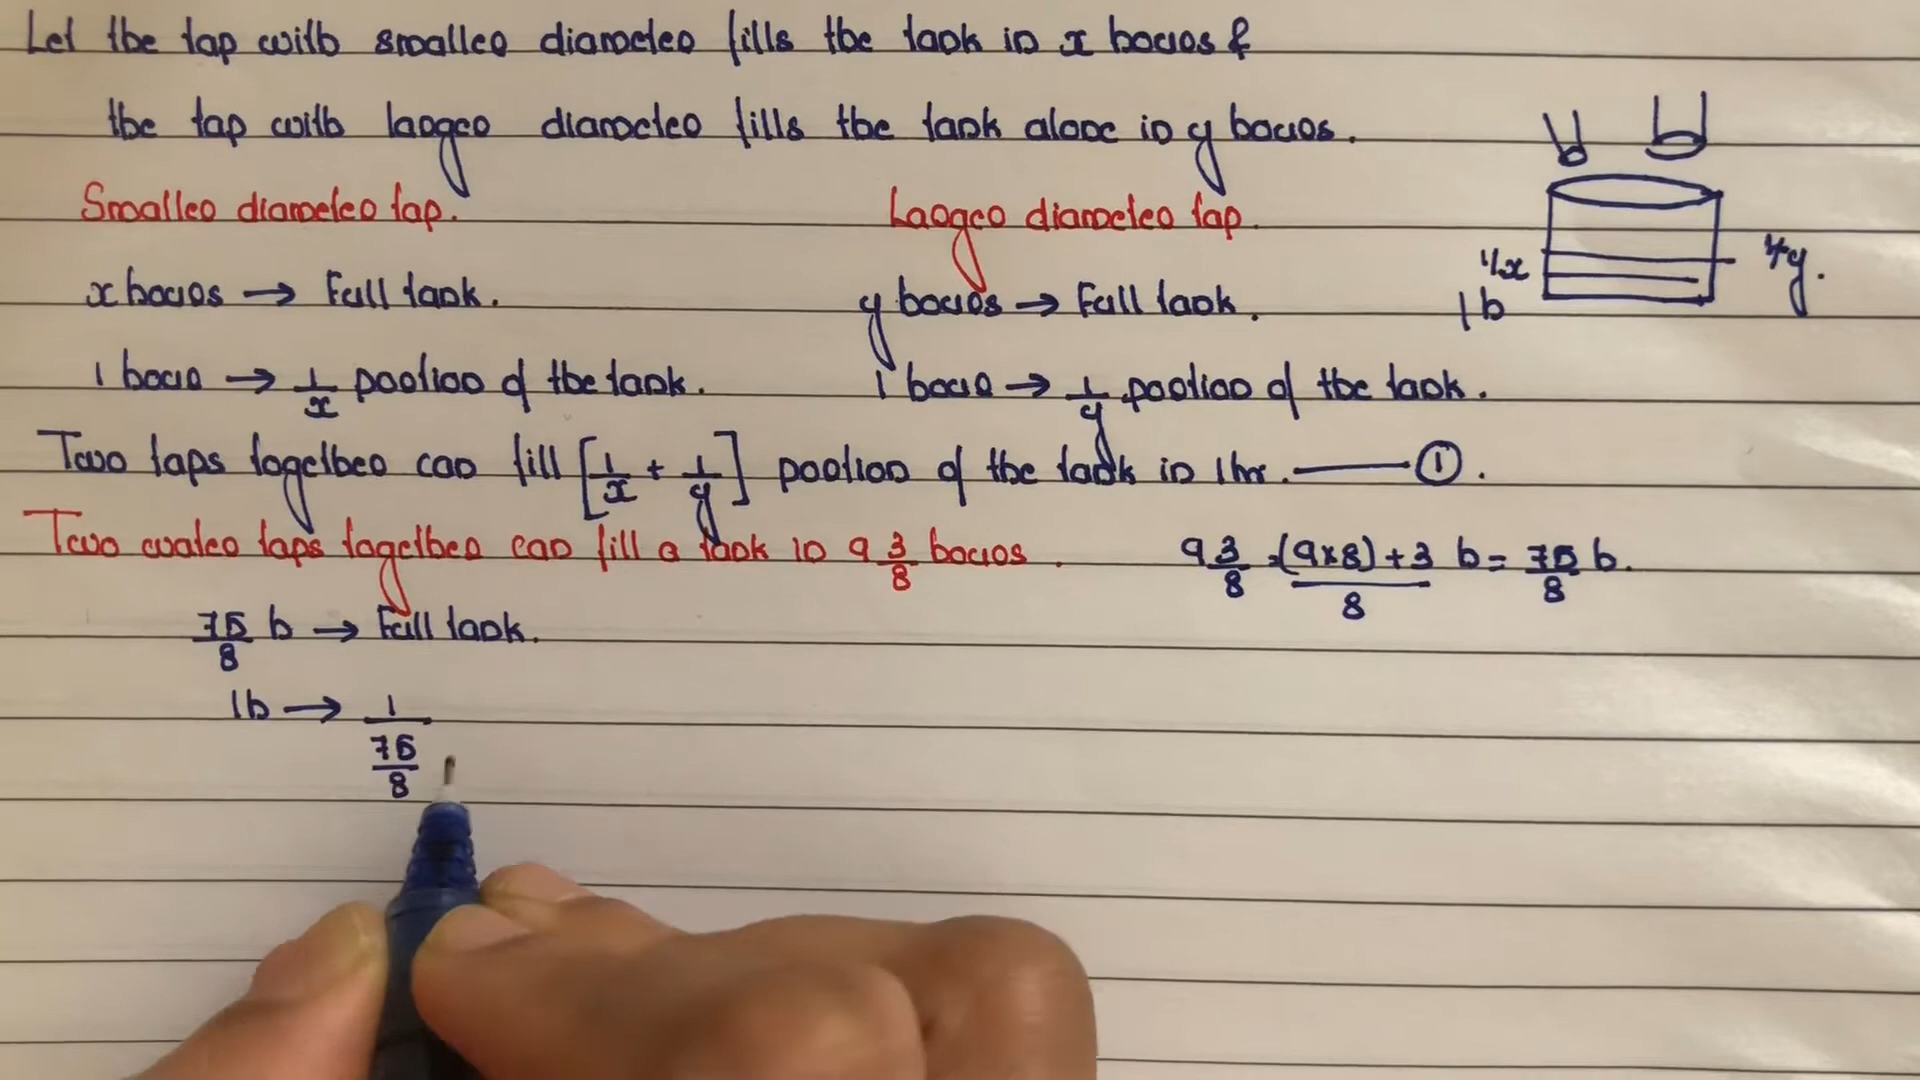 Let the tap with smaller diameter fills the tank in x hours &
the tap with larger diameter fills the tank alone in y hours.
Smaller diameter tap.
x hours → Full tank.
1 hour → 1/x portion of the tank.
Larger diameter tap.
y hours → Full tank.
1 hour → 1/y portion of the tank.
1/x
1/y.
1h
Two taps together can fill [1/x + 1/y] portion of the tank in 1hr. ——— ①.
Two water taps together can fill a tank in 9 3/8 hours.
9 3/8 = (9×8)+3/8 h = 75/8 h.
75/8 h → Full tank.
1h → 1/(75/8)